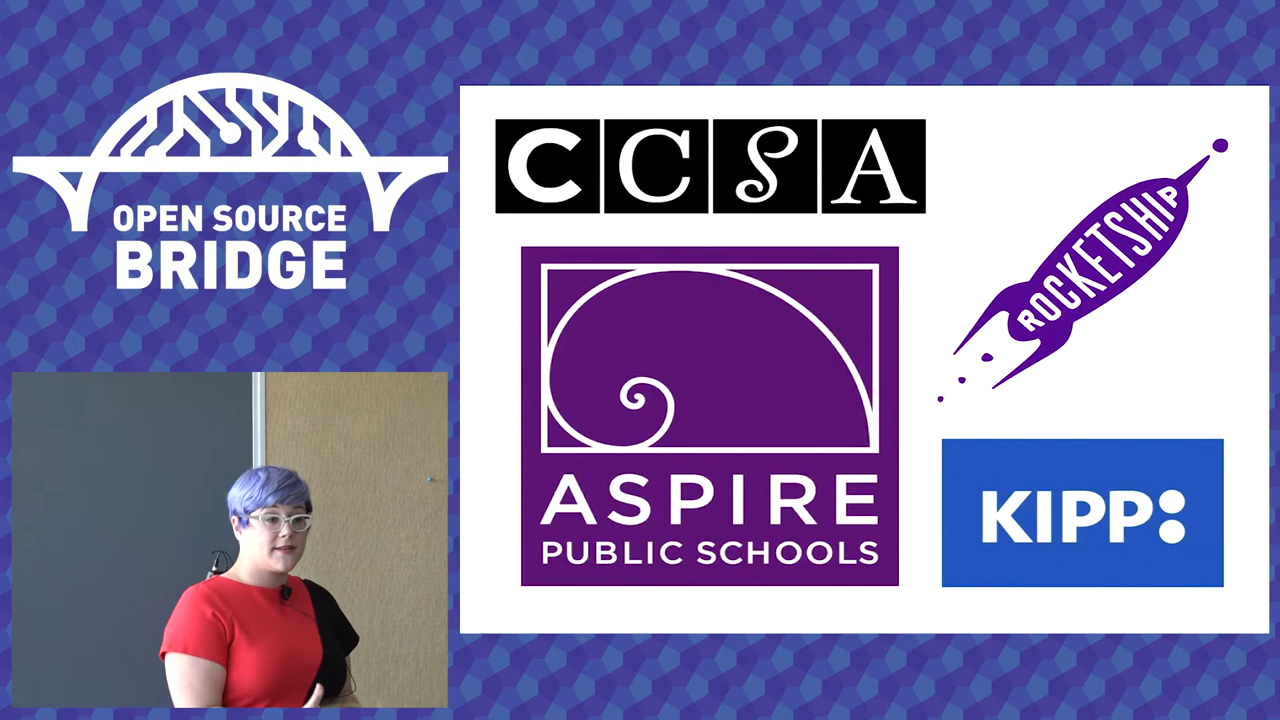 OPEN SOURCE
BRIDGE
CCSA
ROCKETSHIP
ASPIRE
PUBLIC SCHOOLS
KIPP: